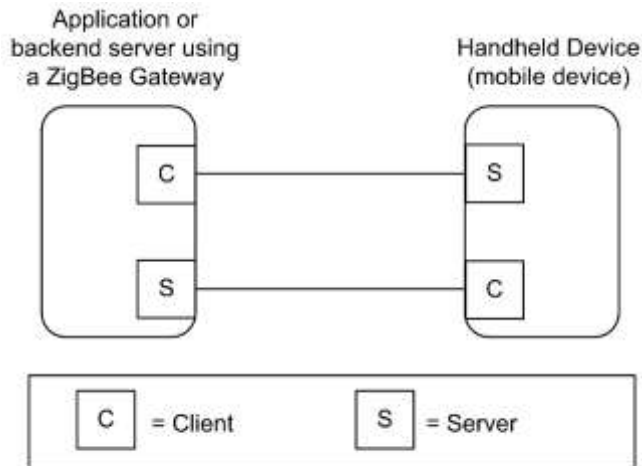 Application or
backend server using
a ZigBee Gateway
Handheld Device
(mobile device)
C
S
S
C
C = Client
S = Server